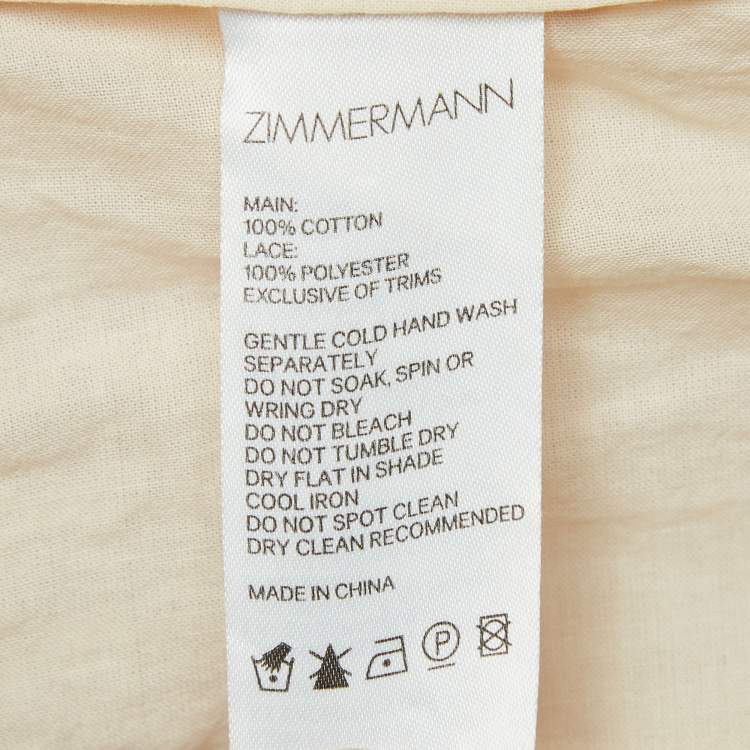 ZIMMERMANN
MAIN:
100% COTTON
LACE:
100% POLYESTER
EXCLUSIVE OF TRIMS
GENTLE COLD HAND WASH
SEPARATELY
DO NOT SOAK, SPIN OR
WRING DRY
DO NOT BLEACH
DO NOT TUMBLE DRY
DRY FLAT IN SHADE
COOL IRON
DO NOT SPOT CLEAN
DRY CLEAN RECOMMENDED
MADE IN CHINA
P